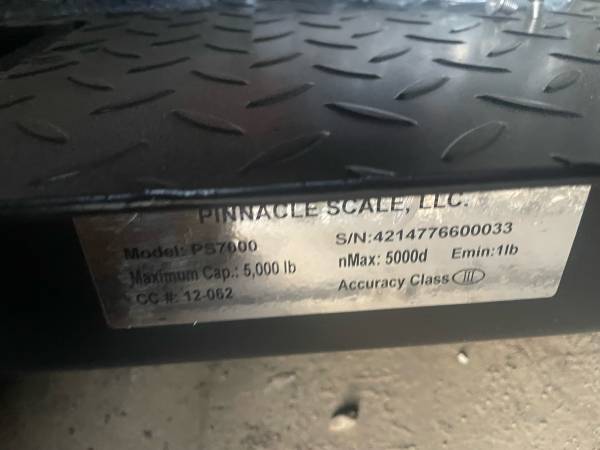 PINNACLE SCALE, LLC.
Model: PS7000
S/N:4214776600033
Maximum Cap.: 5,000 lb
nMax: 5000d Emin:1lb
CC #: 12-062
Accuracy Class III